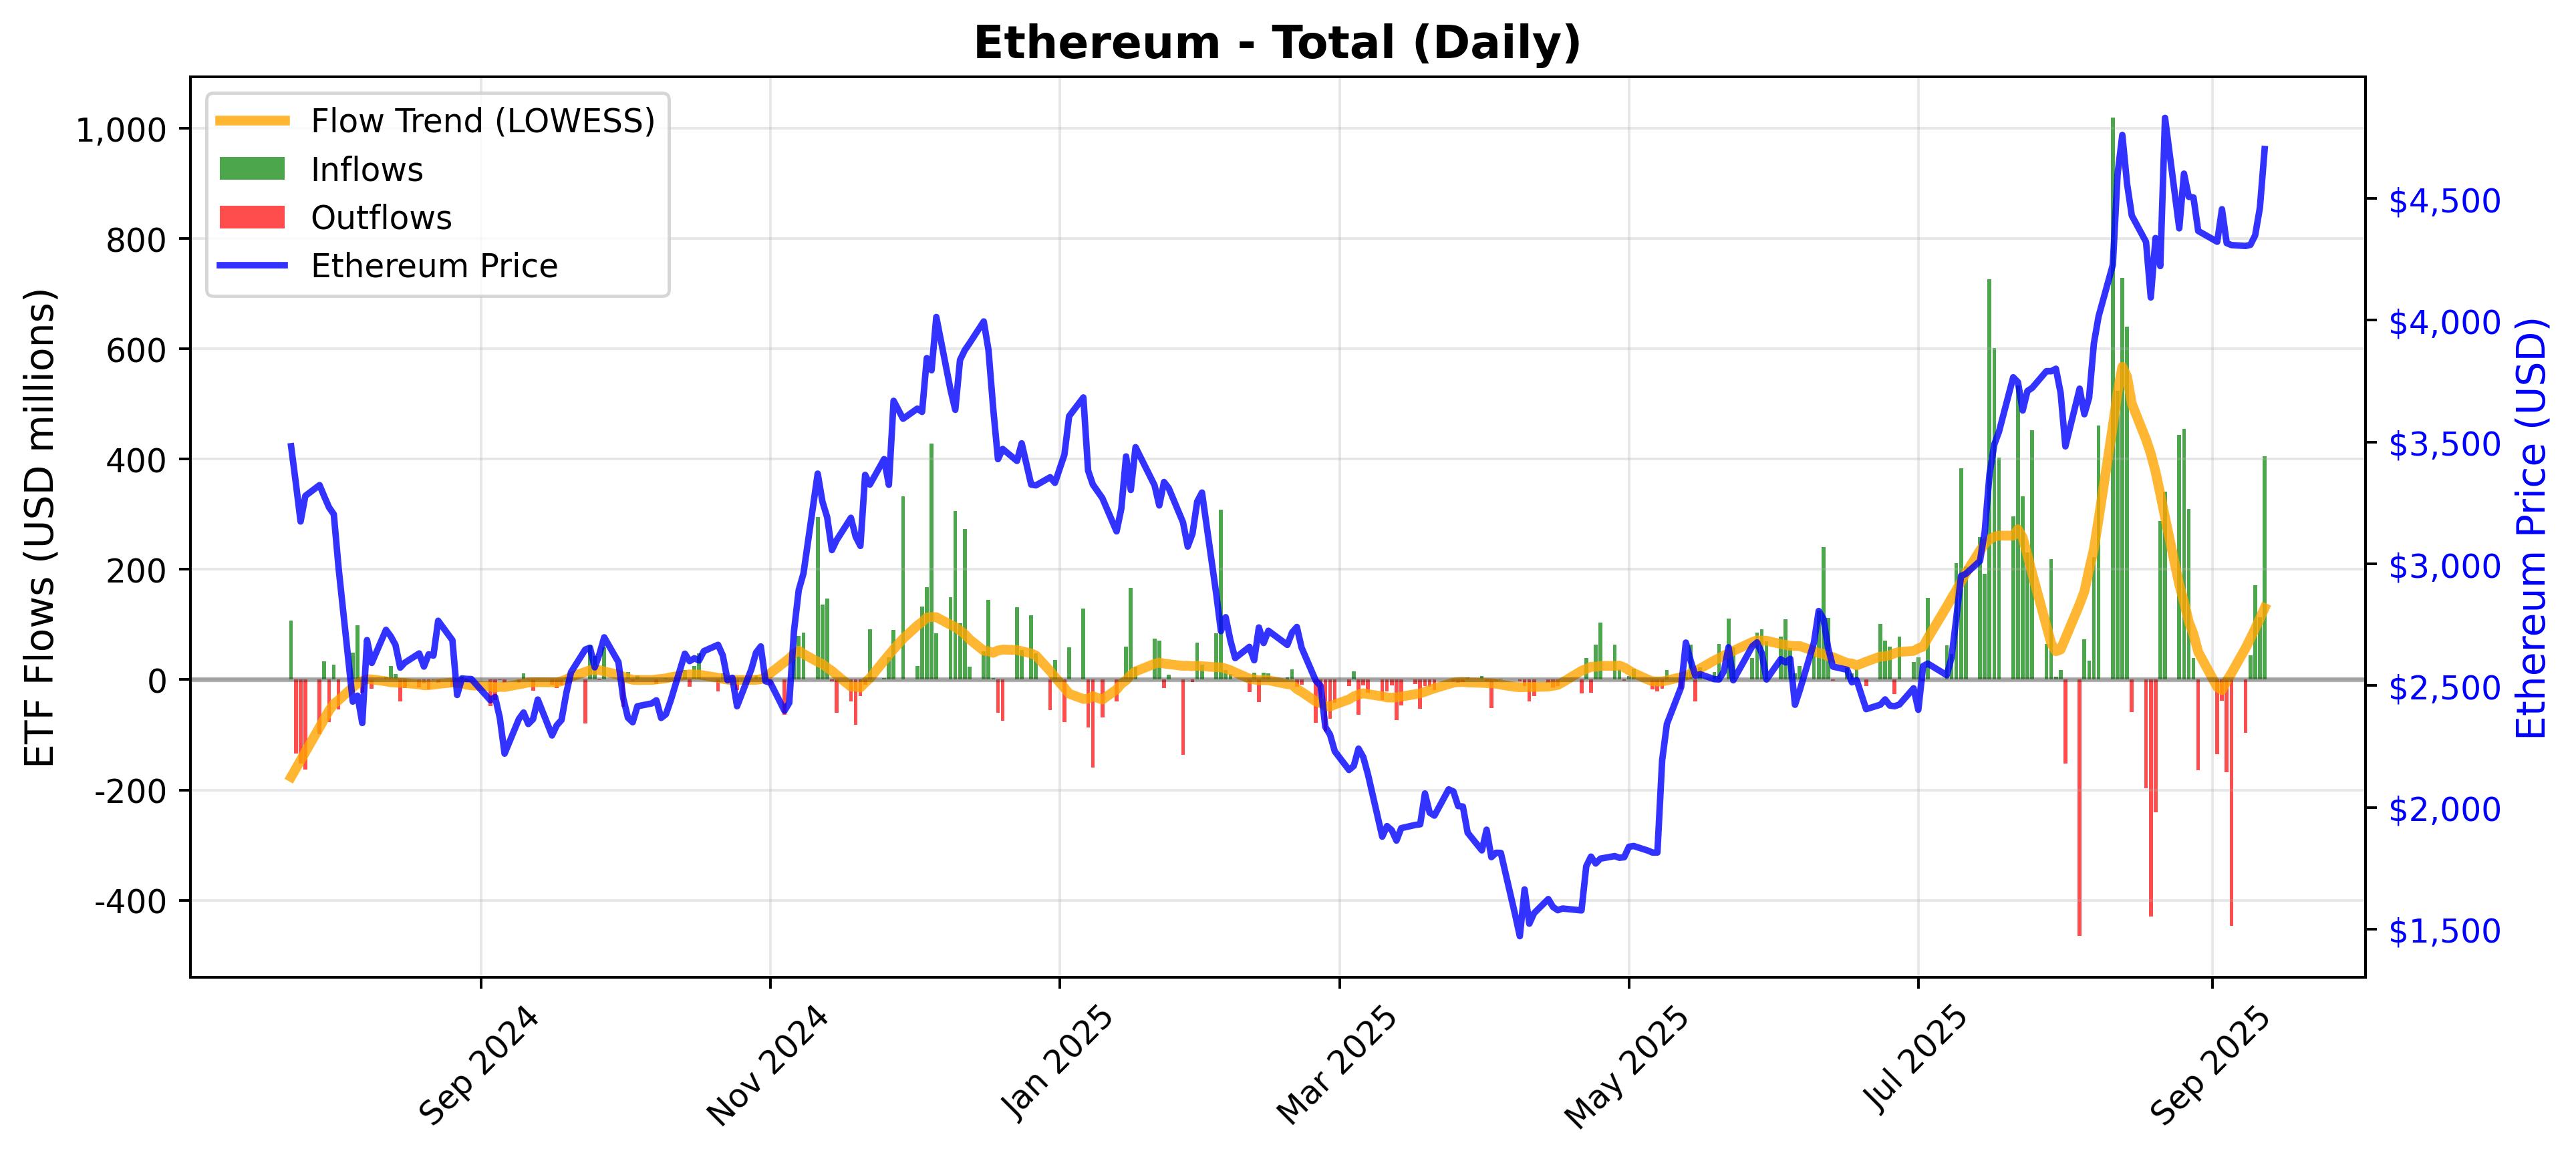 Ethereum - Total (Daily)
Flow Trend (LOWESS)
Inflows
Outflows
Ethereum Price
ETF Flows (USD millions)
1,000
800
600
400
200
0
-200
-400
$4,500
$4,000
$3,500
$3,000
$2,500
$2,000
$1,500
Ethereum Price (USD)
Sep 2024
Nov 2024
Jan 2025
Mar 2025
May 2025
Jul 2025
Sep 2025